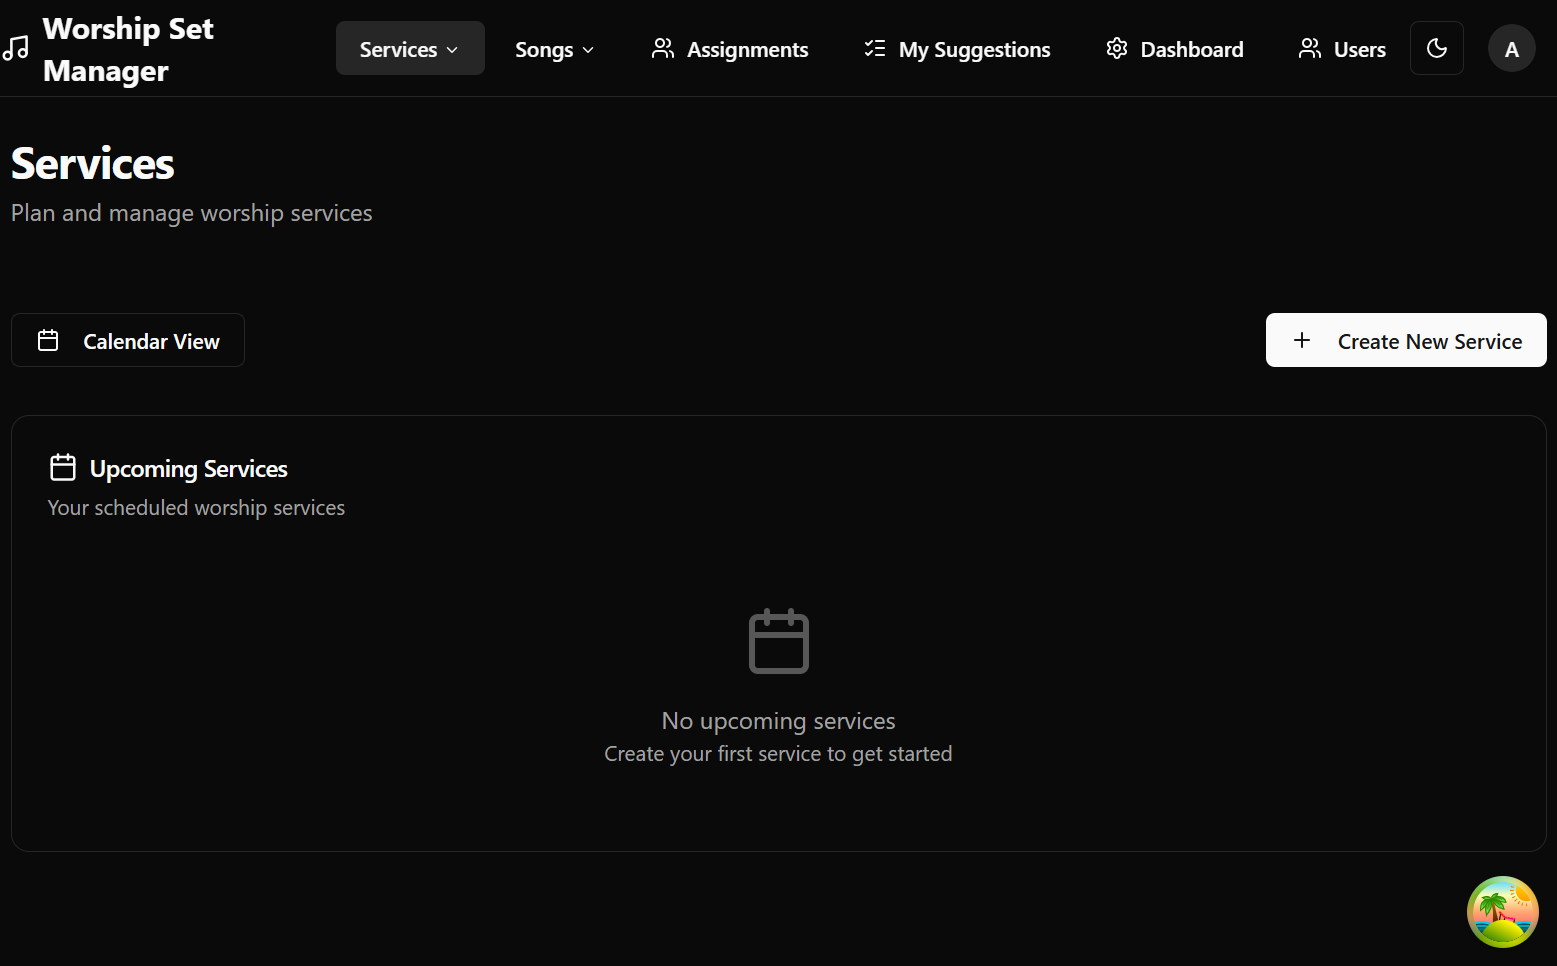 Worship Set
Manager
Services
Songs
Assignments
My Suggestions
Dashboard
Users
A
Services
Plan and manage worship services
Calendar View
Create New Service
Upcoming Services
Your scheduled worship services
No upcoming services
Create your first service to get started